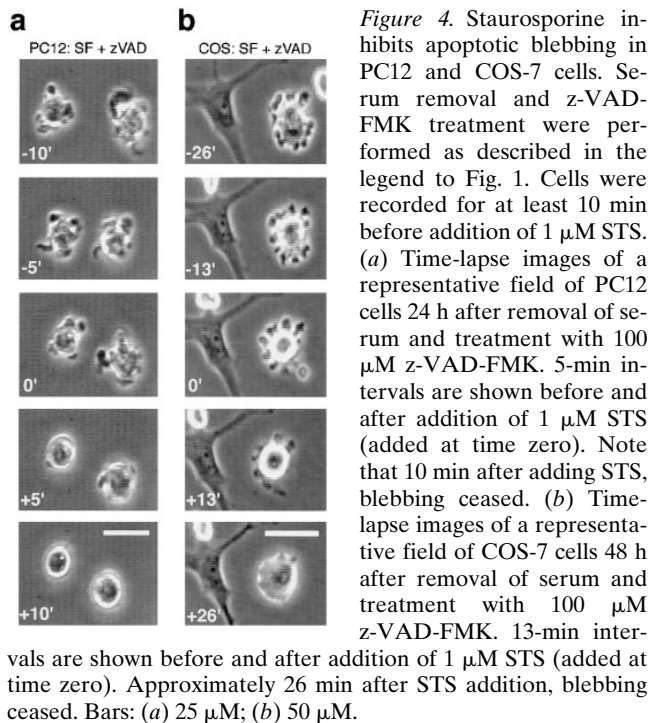 a
b
PC12: SF + zVAD
COS: SF + zVAD
-10'
-26'
-5'
-13'
0'
0'
+5'
+13'
+10'
+26'
Figure 4. Staurosporine in-
hibits apoptotic blebbing in
PC12 and COS-7 cells. Se-
rum removal and z-VAD-
FMK treatment were per-
formed as described in the
legend to Fig. 1. Cells were
recorded for at least 10 min
before addition of 1 μM STS.
(a) Time-lapse images of a
representative field of PC12
cells 24 h after removal of se-
rum and treatment with 100
μM z-VAD-FMK. 5-min in-
tervals are shown before and
after addition of 1 μM STS
(added at time zero). Note
that 10 min after adding STS,
blebbing ceased. (b) Time-
lapse images of a representa-
tive field of COS-7 cells 48 h
after removal of serum and
treatment with 100 μM
z-VAD-FMK. 13-min inter-
vals are shown before and after addition of 1 μM STS (added at
time zero). Approximately 26 min after STS addition, blebbing
ceased. Bars: (a) 25 μM; (b) 50 μM.